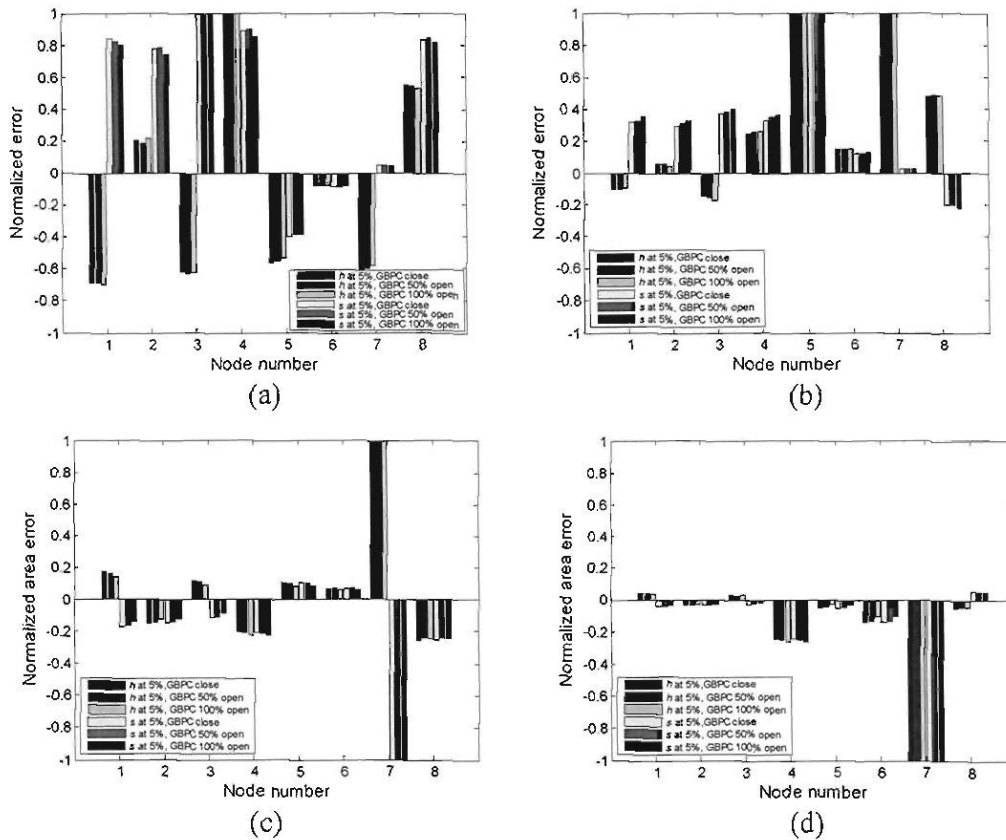 Normalized error
1
0.8
0.6
0.4
0.2
0
-0.2
-0.4
-0.6
-0.8
-1
h at 5%,GBPC close
h at 5%, GBPC 50% open
h at 5%, GBPC 100% open
s at 5%,GBPC close
s at 5%, GBPC 50% open
s at 5%, GBPC 100% open
1 2 3 4 5 6 7 8
Node number
(a)
Normalized error
1
0.8
0.6
0.4
0.2
0
-0.2
-0.4
-0.6
-0.8
-1
h at 5%,GBPC close
h at 5%, GBPC 50% open
h at 5%, GBPC 100% open
s at 5%,GBPC close
s at 5%, GBPC 50% open
s at 5%, GBPC 100% open
1 2 3 4 5 6 7 8
Node number
(b)
Normalized area error
1
0.8
0.6
0.4
0.2
0
-0.2
-0.4
-0.6
-0.8
-1
h at 5%,GBPC close
h at 5%, GBPC 50% open
h at 5%, GBPC 100% open
s at 5%,GBPC close
s at 5%, GBPC 50% open
s at 5%, GBPC 100% open
1 2 3 4 5 6 7 8
Node number
(c)
Normalized area error
1
0.8
0.6
0.4
0.2
0
-0.2
-0.4
-0.6
-0.8
-1
h at 5%,GBPC close
h at 5%, GBPC 50% open
h at 5%, GBPC 100% open
s at 5%,GBPC close
s at 5%, GBPC 50% open
s at 5%, GBPC 100% open
1 2 3 4 5 6 7 8
Node number
(d)